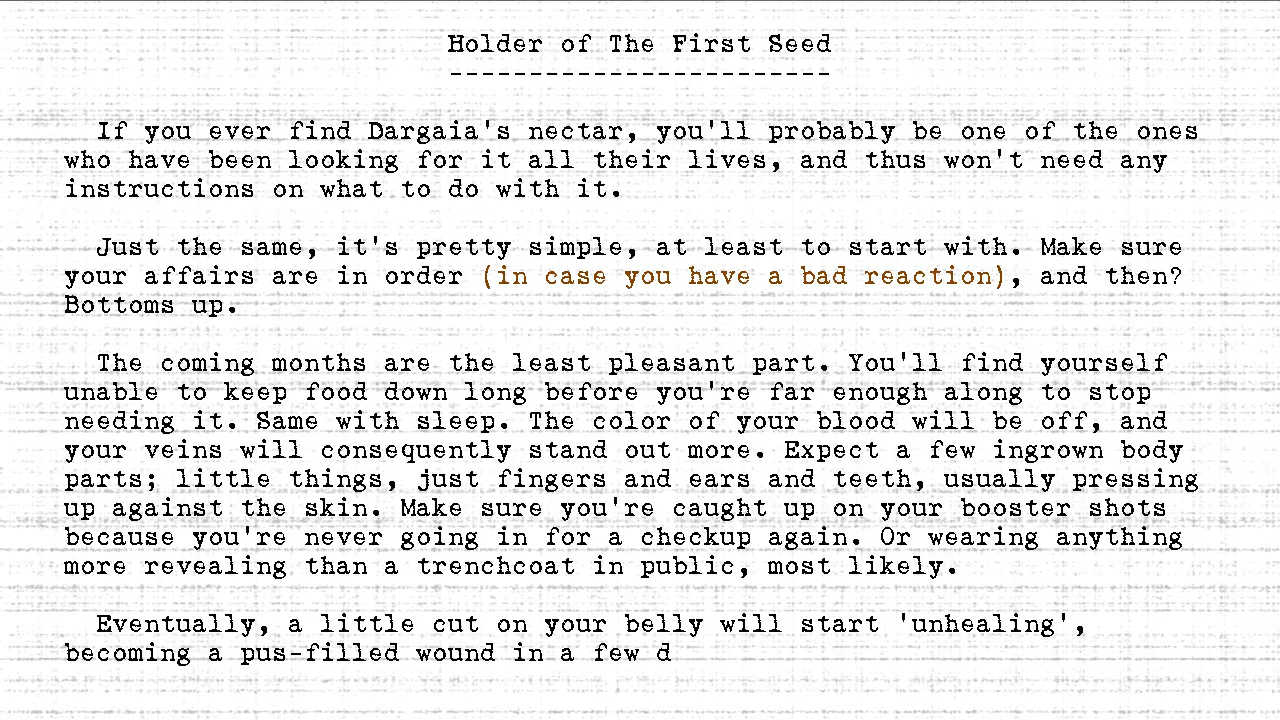 Holder of The First Seed
------------------------
If you ever find Dargaia's nectar, you'll probably be one of the ones
who have been looking for it all their lives, and thus won't need any
instructions on what to do with it.
Just the same, it's pretty simple, at least to start with. Make sure
your affairs are in order (in case you have a bad reaction), and then?
Bottoms up.
The coming months are the least pleasant part. You'll find yourself
unable to keep food down long before you're far enough along to stop
needing it. Same with sleep. The color of your blood will be off, and
your veins will consequently stand out more. Expect a few ingrown body
parts; little things, just fingers and ears and teeth, usually pressing
up against the skin. Make sure you're caught up on your booster shots
because you're never going in for a checkup again. Or wearing anything
more revealing than a trenchcoat in public, most likely.
Eventually, a little cut on your belly will start 'unhealing',
becoming a pus-filled wound in a few d